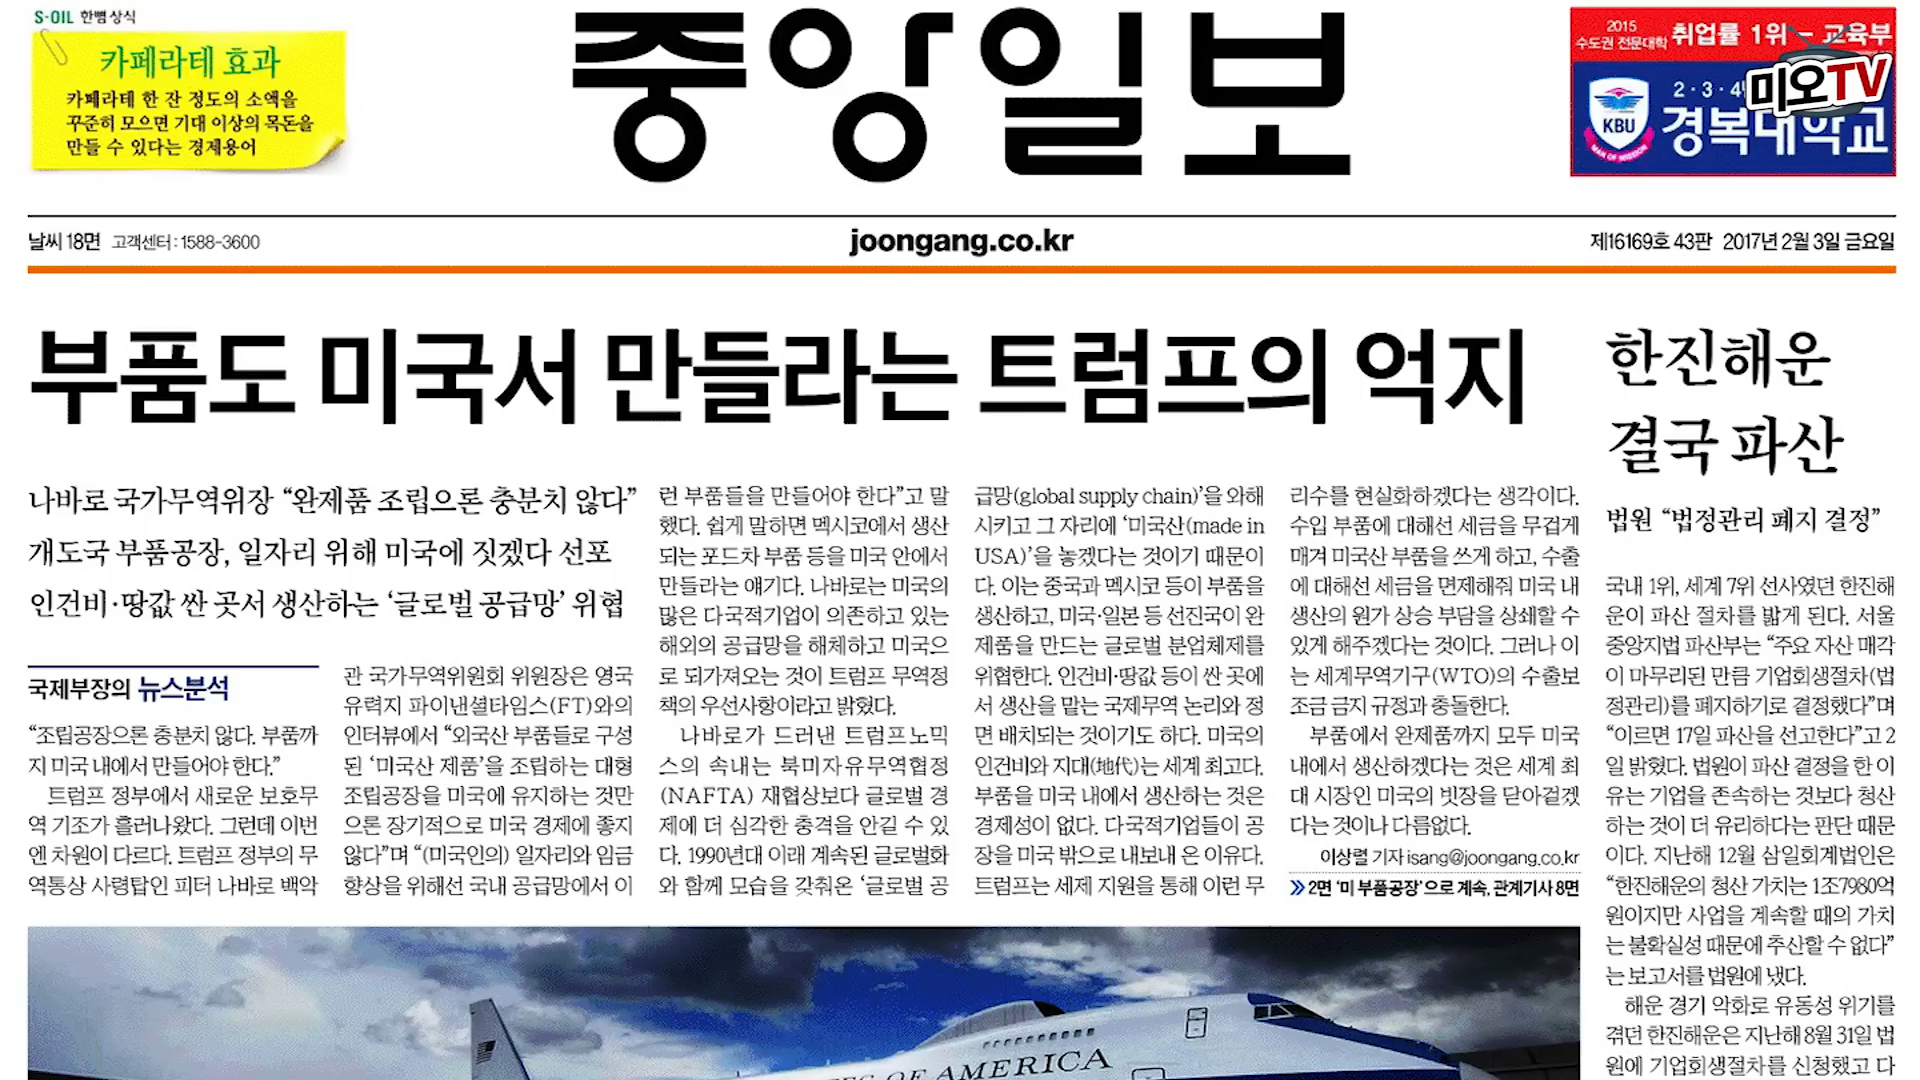 S-OIL 한뼘 상식
카페라테 효과
카페라테 한 잔 정도의 소액을
꾸준히 모으면 기대 이상의 목돈을
만들 수 있다는 경제용어
중앙일보
2015
수도권 전문대학 취업률 1위 – 교육부
미오TV
2·3·4
KBU
MAN OF MISSION
경복대학교
날씨 18면 고객센터 : 1588-3600
joongang.co.kr
제16169호 43판 2017년 2월 3일 금요일
부품도 미국서 만들라는 트럼프의 억지
나바로 국가무역위장 “완제품 조립으론 충분치 않다”
개도국 부품공장, 일자리 위해 미국에 짓겠다 선포
인건비·땅값 싼 곳서 생산하는 ‘글로벌 공급망’ 위협
국제부장의 뉴스분석
“조립공장으론 충분치 않다. 부품까
지 미국 내에서 만들어야 한다.”
트럼프 정부에서 새로운 보호무
역 기조가 흘러나왔다. 그런데 이번
엔 차원이 다르다. 트럼프 정부의 무
역통상 사령탑인 피터 나바로 백악
관 국가무역위원회 위원장은 영국
유력지 파이낸셜타임스(FT)와의
인터뷰에서 “외국산 부품들로 구성
된 ‘미국산 제품’을 조립하는 대형
조립공장을 미국에 유지하는 것만
으론 장기적으로 미국 경제에 좋지
않다”며 “(미국인의) 일자리와 임금
향상을 위해선 국내 공급망에서 이
런 부품들을 만들어야 한다”고 말
했다. 쉽게 말하면 멕시코에서 생산
되는 포드차 부품 등을 미국 안에서
만들라는 얘기다. 나바로는 미국의
많은 다국적기업이 의존하고 있는
해외의 공급망을 해체하고 미국으
로 되가져오는 것이 트럼프 무역정
책의 우선사항이라고 밝혔다.
나바로가 드러낸 트럼프노믹
스의 속내는 북미자유무역협정
(NAFTA) 재협상보다 글로벌 경
제에 더 심각한 충격을 안길 수 있
다. 1990년대 이래 계속된 글로벌화
와 함께 모습을 갖춰온 ‘글로벌 공
급망(global supply chain)’을 와해
시키고 그 자리에 ‘미국산(made in
USA)’을 놓겠다는 것이기 때문이
다. 이는 중국과 멕시코 등이 부품을
생산하고, 미국·일본 등 선진국이 완
제품을 만드는 글로벌 분업체제를
위협한다. 인건비·땅값 등이 싼 곳에
서 생산을 맡는 국제무역 논리와 정
면 배치되는 것이기도 하다. 미국의
인건비와 지대(地代)는 세계 최고다.
부품을 미국 내에서 생산하는 것은
경제성이 없다. 다국적기업들이 공
장을 미국 밖으로 내보내 온 이유다.
트럼프는 세제 지원을 통해 이런 무
리수를 현실화하겠다는 생각이다.
수입 부품에 대해선 세금을 무겁게
매겨 미국산 부품을 쓰게 하고, 수출
에 대해선 세금을 면제해줘 미국 내
생산의 원가 상승 부담을 상쇄할 수
있게 해주겠다는 것이다. 그러나 이
는 세계무역기구(WTO)의 수출보
조금 금지 규정과 충돌한다.
부품에서 완제품까지 모두 미국
내에서 생산하겠다는 것은 세계 최
대 시장인 미국의 빗장을 닫아걸겠
다는 것이나 다름없다.
이상렬 기자 isang@joongang.co.kr
» 2면 ‘미 부품공장’으로 계속, 관계기사 8면
한진해운
결국 파산
법원 “법정관리 폐지 결정”
국내 1위, 세계 7위 선사였던 한진해
운이 파산 절차를 밟게 된다. 서울
중앙지법 파산부는 “주요 자산 매각
이 마무리된 만큼 기업회생절차(법
정관리)를 폐지하기로 결정했다”며
“이르면 17일 파산을 선고한다”고 2
일 밝혔다. 법원이 파산 결정을 한 이
유는 기업을 존속하는 것보다 청산
하는 것이 더 유리하다는 판단 때문
이다. 지난해 12월 삼일회계법인은
“한진해운의 청산 가치는 1조7980억
원이지만 사업을 계속할 때의 가치
는 불확실성 때문에 추산할 수 없다”
는 보고서를 법원에 냈다.
해운 경기 악화로 유동성 위기를
겪던 한진해운은 지난해 8월 31일 법
원에 기업회생절차를 신청했고 다
OF AMERICA